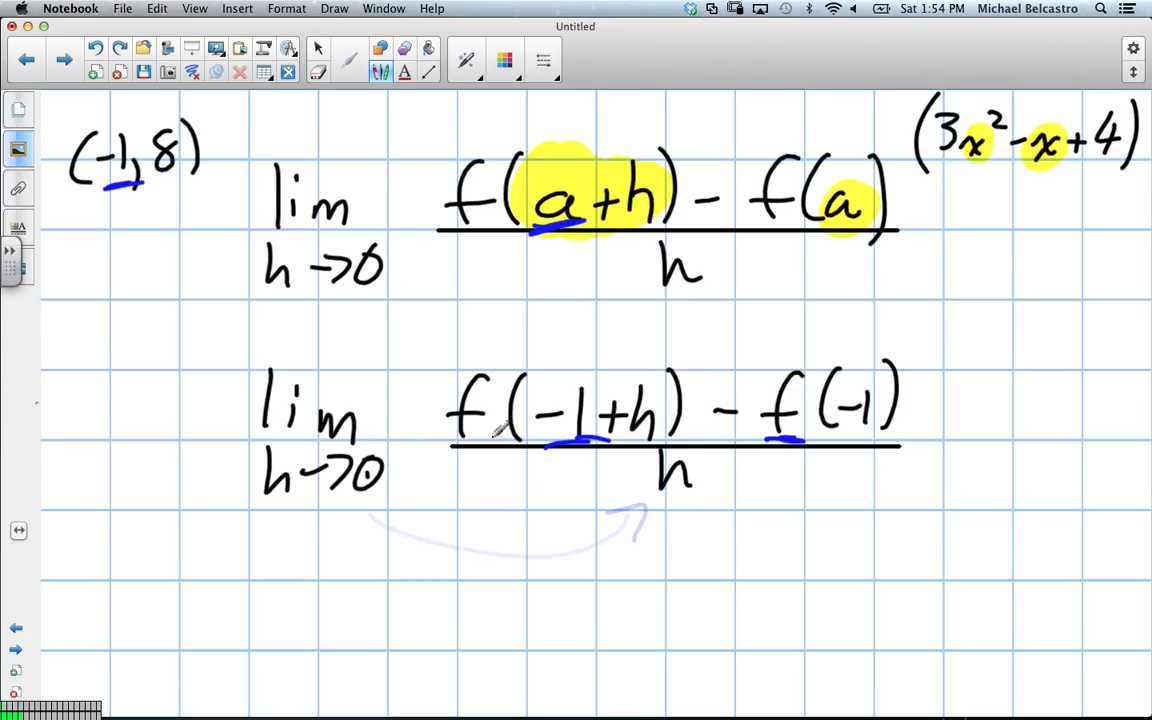 Notebook File Edit View Insert Format Draw Window Help Sat 1:54 PM Michael Belcastro
Untitled
(-1, 8)
(3x² - x + 4)
lim f(a+h) - f(a)
h→0 h
lim f(-1+h) - f(-1)
h→0 h